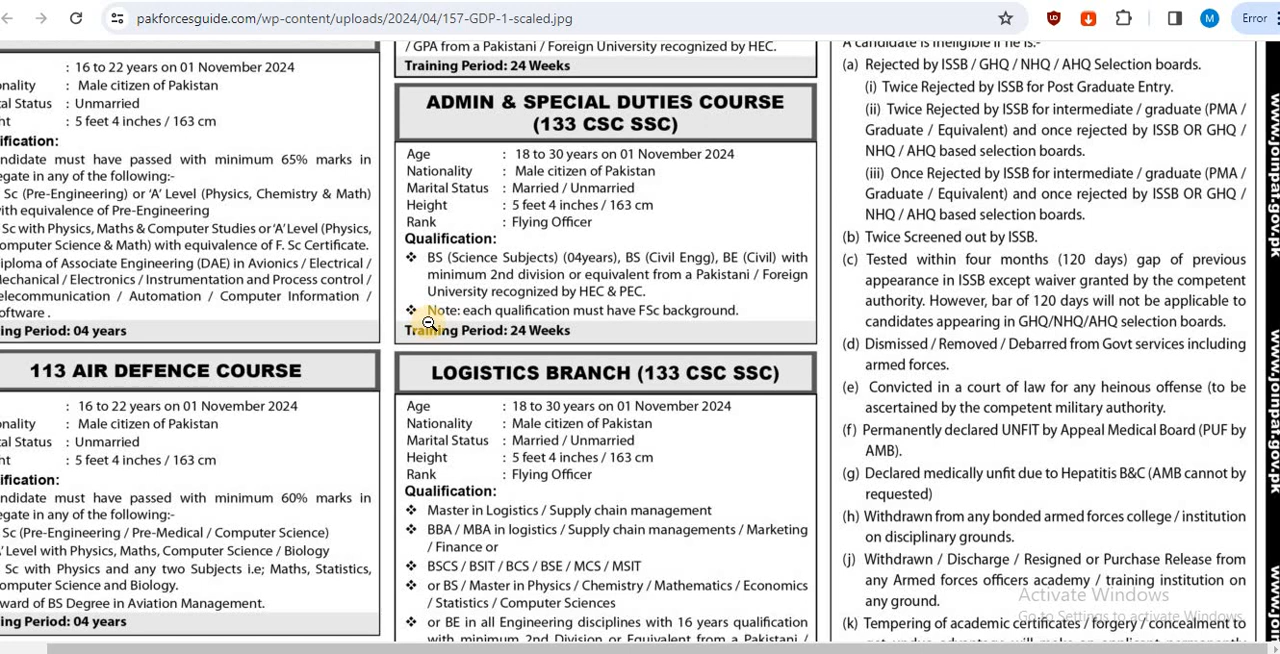 pakforcesguide.com/wp-content/uploads/2024/04/157-GDP-1-scaled.jpg
M
Error
: 16 to 22 years on 01 November 2024
onality : Male citizen of Pakistan
tal Status : Unmarried
ht : 5 feet 4 inches / 163 cm
ification:
ndidate must have passed with minimum 65% marks in
egate in any of the following:-
Sc (Pre-Engineering) or ‘A’ Level (Physics, Chemistry & Math)
ith equivalence of Pre-Engineering
Sc with Physics, Maths & Computer Studies or ‘A’ Level (Physics,
omputer Science & Math) with equivalence of F. Sc Certificate.
iploma of Associate Engineering (DAE) in Avionics / Electrical /
echanical / Electronics / Instrumentation and Process control /
elecommunication / Automation / Computer Information /
oftware .
ing Period: 04 years
113 AIR DEFENCE COURSE
: 16 to 22 years on 01 November 2024
onality : Male citizen of Pakistan
tal Status : Unmarried
ht : 5 feet 4 inches / 163 cm
ification:
ndidate must have passed with minimum 60% marks in
egate in any of the following:-
Sc (Pre-Engineering / Pre-Medical / Computer Science)
’ Level with Physics, Maths, Computer Science / Biology
Sc with Physics and any two Subjects i.e; Maths, Statistics,
omputer Science and Biology.
ward of BS Degree in Aviation Management.
ing Period: 04 years
/ GPA from a Pakistani / Foreign University recognized by HEC.
Training Period: 24 Weeks
ADMIN & SPECIAL DUTIES COURSE
(133 CSC SSC)
Age : 18 to 30 years on 01 November 2024
Nationality : Male citizen of Pakistan
Marital Status : Married / Unmarried
Height : 5 feet 4 inches / 163 cm
Rank : Flying Officer
Qualification:
❖ BS (Science Subjects) (04years), BS (Civil Engg), BE (Civil) with
minimum 2nd division or equivalent from a Pakistani / Foreign
University recognized by HEC & PEC.
❖ Note: each qualification must have FSc background.
Training Period: 24 Weeks
LOGISTICS BRANCH (133 CSC SSC)
Age : 18 to 30 years on 01 November 2024
Nationality : Male citizen of Pakistan
Marital Status : Married / Unmarried
Height : 5 feet 4 inches / 163 cm
Rank : Flying Officer
Qualification:
❖ Master in Logistics / Supply chain management
❖ BBA / MBA in logistics / Supply chain managements / Marketing
/ Finance or
❖ BSCS / BSIT / BCS / BSE / MCS / MSIT
❖ or BS / Master in Physics / Chemistry / Mathematics / Economics
/ Statistics / Computer Sciences
❖ or BE in all Engineering disciplines with 16 years qualification
with minimum 2nd Division or Equivalent from a Pakistani /
A candidate is ineligible if he is:-
(a) Rejected by ISSB / GHQ / NHQ / AHQ Selection boards.
(i) Twice Rejected by ISSB for Post Graduate Entry.
(ii) Twice Rejected by ISSB for intermediate / graduate (PMA /
Graduate / Equivalent) and once rejected by ISSB OR GHQ /
NHQ / AHQ based selection boards.
(iii) Once Rejected by ISSB for intermediate / graduate (PMA /
Graduate / Equivalent) and once rejected by ISSB OR GHQ /
NHQ / AHQ based selection boards.
(b) Twice Screened out by ISSB.
(c) Tested within four months (120 days) gap of previous
appearance in ISSB except waiver granted by the competent
authority. However, bar of 120 days will not be applicable to
candidates appearing in GHQ/NHQ/AHQ selection boards.
(d) Dismissed / Removed / Debarred from Govt services including
armed forces.
(e) Convicted in a court of law for any heinous offense (to be
ascertained by the competent military authority.
(f) Permanently declared UNFIT by Appeal Medical Board (PUF by
AMB).
(g) Declared medically unfit due to Hepatitis B&C (AMB cannot by
requested)
(h) Withdrawn from any bonded armed forces college / institution
on disciplinary grounds.
(j) Withdrawn / Discharge / Resigned or Purchase Release from
any Armed forces officers academy / training institution on
any ground.
(k) Tempering of academic certificates / forgery / concealment to
www.joinpaf.gov.pk
www.joinpaf.gov.pk
www.join
Activate Windows
Go to Settings to activate Windows.